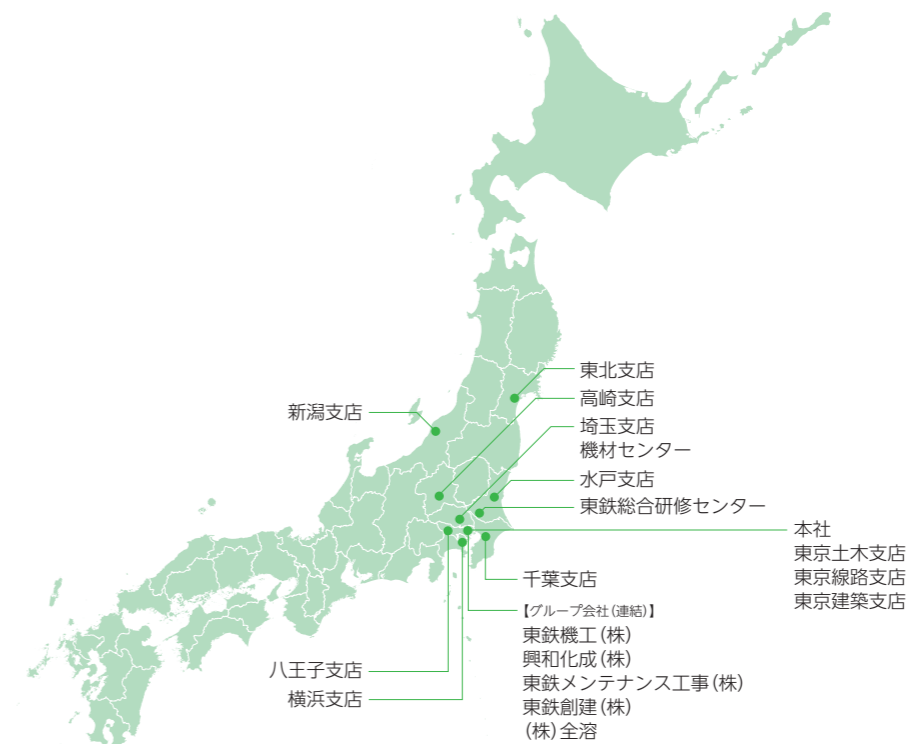 東北支店
高崎支店
新潟支店
埼玉支店
機材センター
水戸支店
東鉄総合研修センター
本社
東京土木支店
東京線路支店
東京建築支店
千葉支店
【グループ会社(連結)】
東鉄機工(株)
興和化成(株)
東鉄メンテナンス工事(株)
東鉄創建(株)
(株)全溶
八王子支店
横浜支店